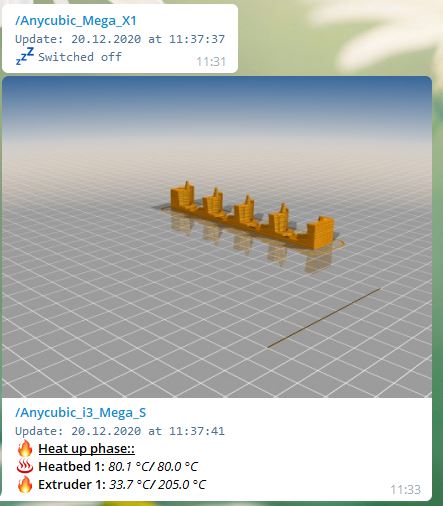 /Anycubic_Mega_X1
Update: 20.12.2020 at 11:37:37
💤 Switched off
11:31
/Anycubic_i3_Mega_S
Update: 20.12.2020 at 11:37:41
🔥 Heat up phase::
♨ Heatbed 1: 80.1 °C/ 80.0 °C
🔥 Extruder 1: 33.7 °C/ 205.0 °C
11:33